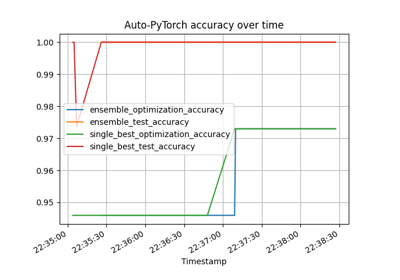 Auto-PyTorch accuracy over time
1.00
0.99
0.98
0.97
0.96
0.95
ensemble_optimization_accuracy
ensemble_test_accuracy
single_best_optimization_accuracy
single_best_test_accuracy
22:35:00
22:35:30
22:36:00
22:36:30
22:37:00
22:37:30
22:38:00
22:38:30
Timestamp